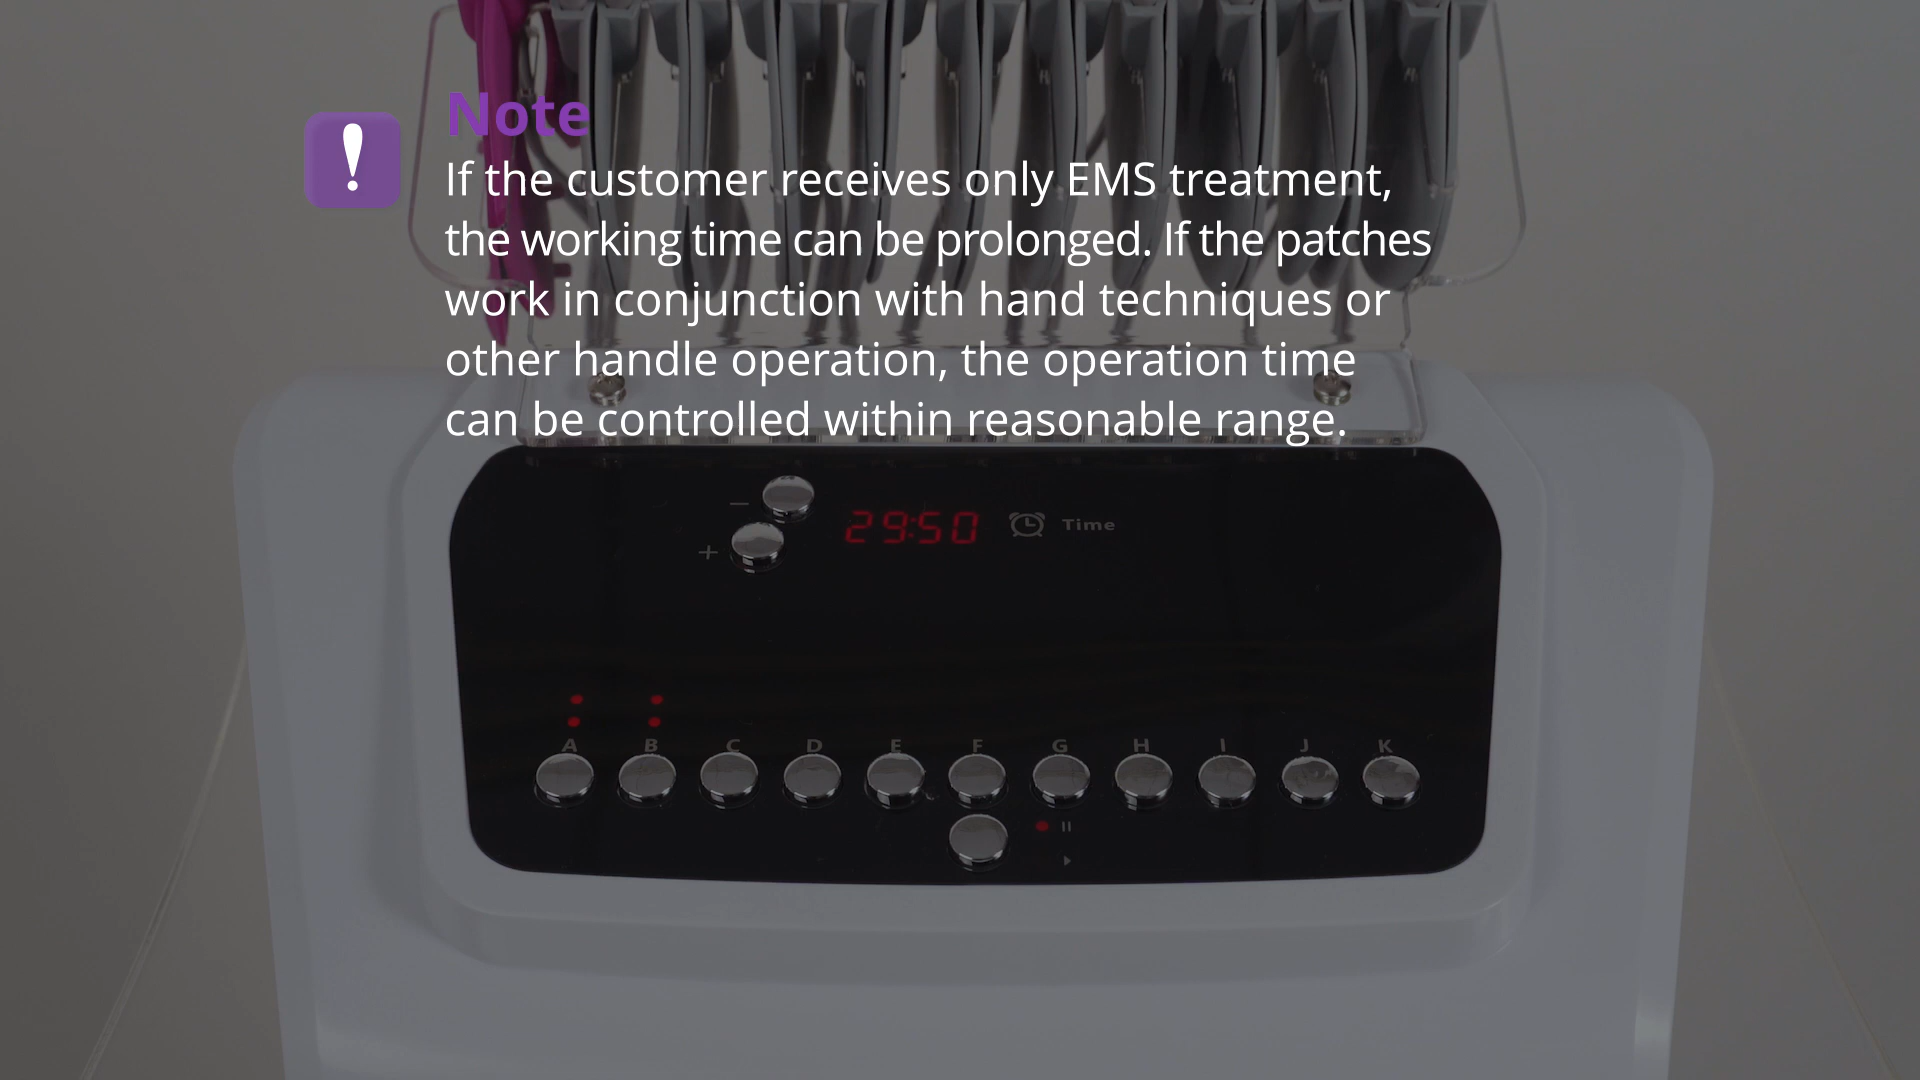 !
Note
If the customer receives only EMS treatment,
the working time can be prolonged. If the patches
work in conjunction with hand techniques or
other handle operation, the operation time
can be controlled within reasonable range.
−
+
29:50 Time
A B C D E F G H I J K